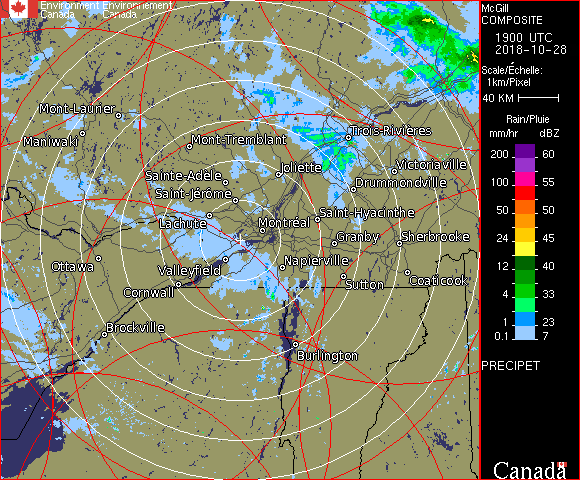 Environment Environnement
Canada Canada
McGill
COMPOSITE
1900 UTC
2018-10-28
Scale/Échelle:
1km/Pixel
40 KM
Rain/Pluie
mm/hr dBZ
200 60
100 55
50 50
24 45
12 40
4 33
1 23
0.1 7
PRECIPET
Canada
Mont-Laurier
Maniwaki
Mont-Tremblant
Trois-Rivières
Joliette
Victoriaville
Sainte-Adèle
Drummondville
Saint-Jérôme
Lachute
Saint-Hyacinthe
Montréal
Granby
Sherbrooke
Ottawa
Valleyfield
Napierville
Cornwall
Sutton
Coaticook
Brockville
Burlington